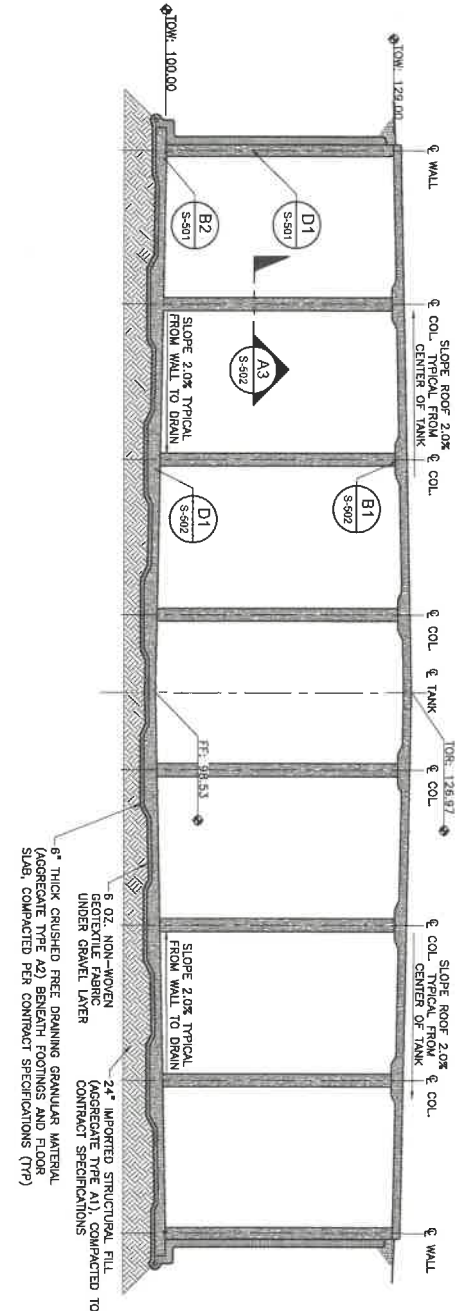 TOW: 129.00
TOW: 100.00
℄ WALL
℄ COL.
℄ COL.
℄ COL.
℄ TANK
℄ COL.
℄ COL.
℄ COL.
℄ WALL
SLOPE ROOF 2.0%
TYPICAL FROM
CENTER OF TANK
TOR: 126.97
SLOPE ROOF 2.0%
TYPICAL FROM
CENTER OF TANK
D1
S-501
B2
S-501
A3
S-502
B1
S-502
D1
S-502
SLOPE 2.0% TYPICAL
FROM WALL TO DRAIN
FF: 98.53
SLOPE 2.0% TYPICAL
FROM WALL TO DRAIN
6 OZ. NON-WOVEN
GEOTEXTILE FABRIC
UNDER GRAVEL LAYER
24" IMPORTED STRUCTURAL FILL
(AGGREGATE TYPE A1), COMPACTED TO
CONTRACT SPECIFICATIONS
6" THICK CRUSHED FREE DRAINING GRANULAR MATERIAL
(AGGREGATE TYPE A2) BENEATH FOOTINGS AND FLOOR
SLAB, COMPACTED PER CONTRACT SPECIFICATIONS (TYP)